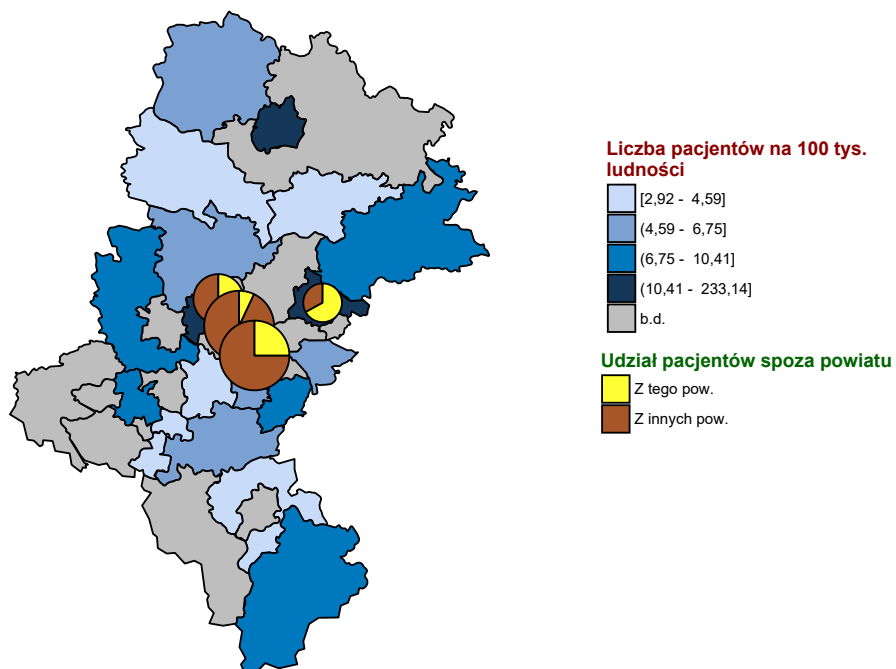 Liczba pacjentów na 100 tys.
ludności
[2,92 - 4,59]
(4,59 - 6,75]
(6,75 - 10,41]
(10,41 - 233,14]
b.d.
Udział pacjentów spoza powiatu
Z tego pow.
Z innych pow.